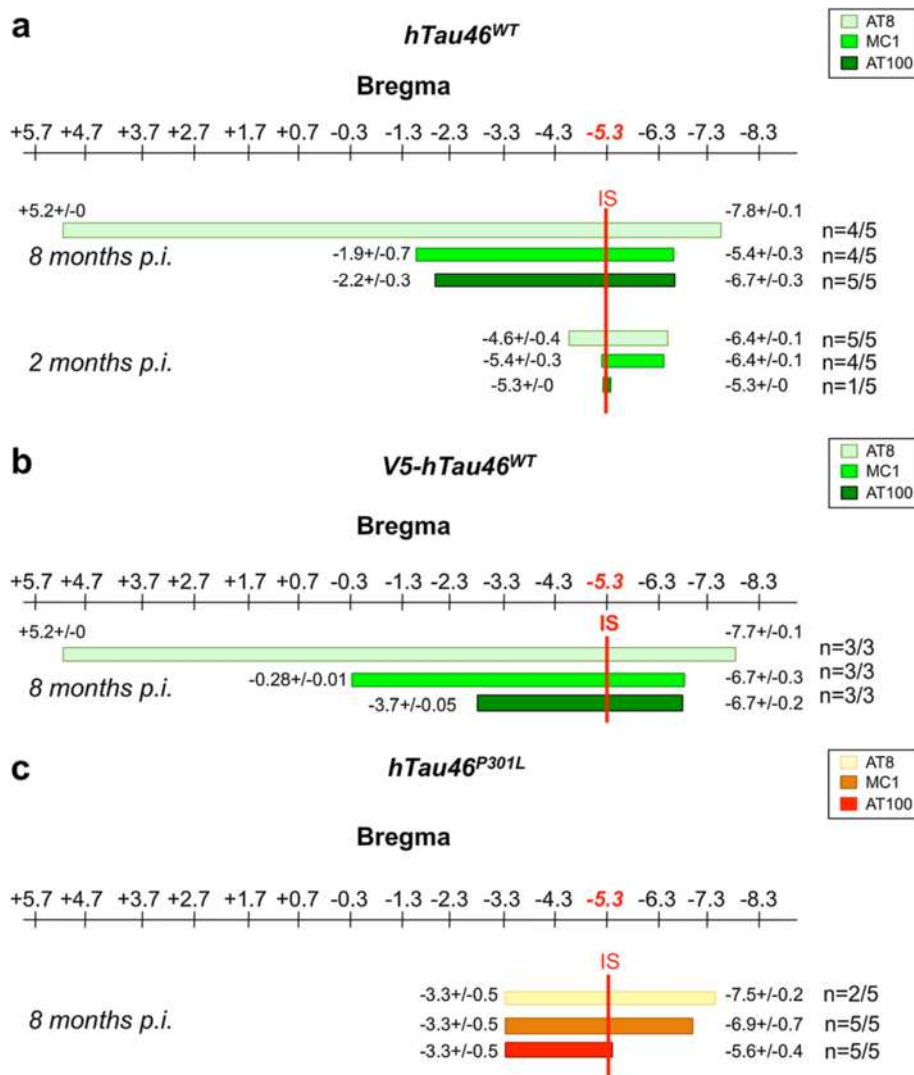 a
hTau46WT
AT8
MC1
AT100
Bregma
+5.7 +4.7 +3.7 +2.7 +1.7 +0.7 -0.3 -1.3 -2.3 -3.3 -4.3 -5.3 -6.3 -7.3 -8.3
IS
+5.2+/-0 -7.8+/-0.1 n=4/5
8 months p.i. -1.9+/-0.7 -5.4+/-0.3 n=4/5
-2.2+/-0.3 -6.7+/-0.3 n=5/5
-4.6+/-0.4 -6.4+/-0.1 n=5/5
2 months p.i. -5.4+/-0.3 -6.4+/-0.1 n=4/5
-5.3+/-0 -5.3+/-0 n=1/5
b
V5-hTau46WT
AT8
MC1
AT100
Bregma
+5.7 +4.7 +3.7 +2.7 +1.7 +0.7 -0.3 -1.3 -2.3 -3.3 -4.3 -5.3 -6.3 -7.3 -8.3
IS
+5.2+/-0 -7.7+/-0.1 n=3/3
8 months p.i. -0.28+/-0.01 -6.7+/-0.3 n=3/3
-3.7+/-0.05 -6.7+/-0.2 n=3/3
c
hTau46P301L
AT8
MC1
AT100
Bregma
+5.7 +4.7 +3.7 +2.7 +1.7 +0.7 -0.3 -1.3 -2.3 -3.3 -4.3 -5.3 -6.3 -7.3 -8.3
IS
-3.3+/-0.5 -7.5+/-0.2 n=2/5
8 months p.i. -3.3+/-0.5 -6.9+/-0.7 n=5/5
-3.3+/-0.5 -5.6+/-0.4 n=5/5